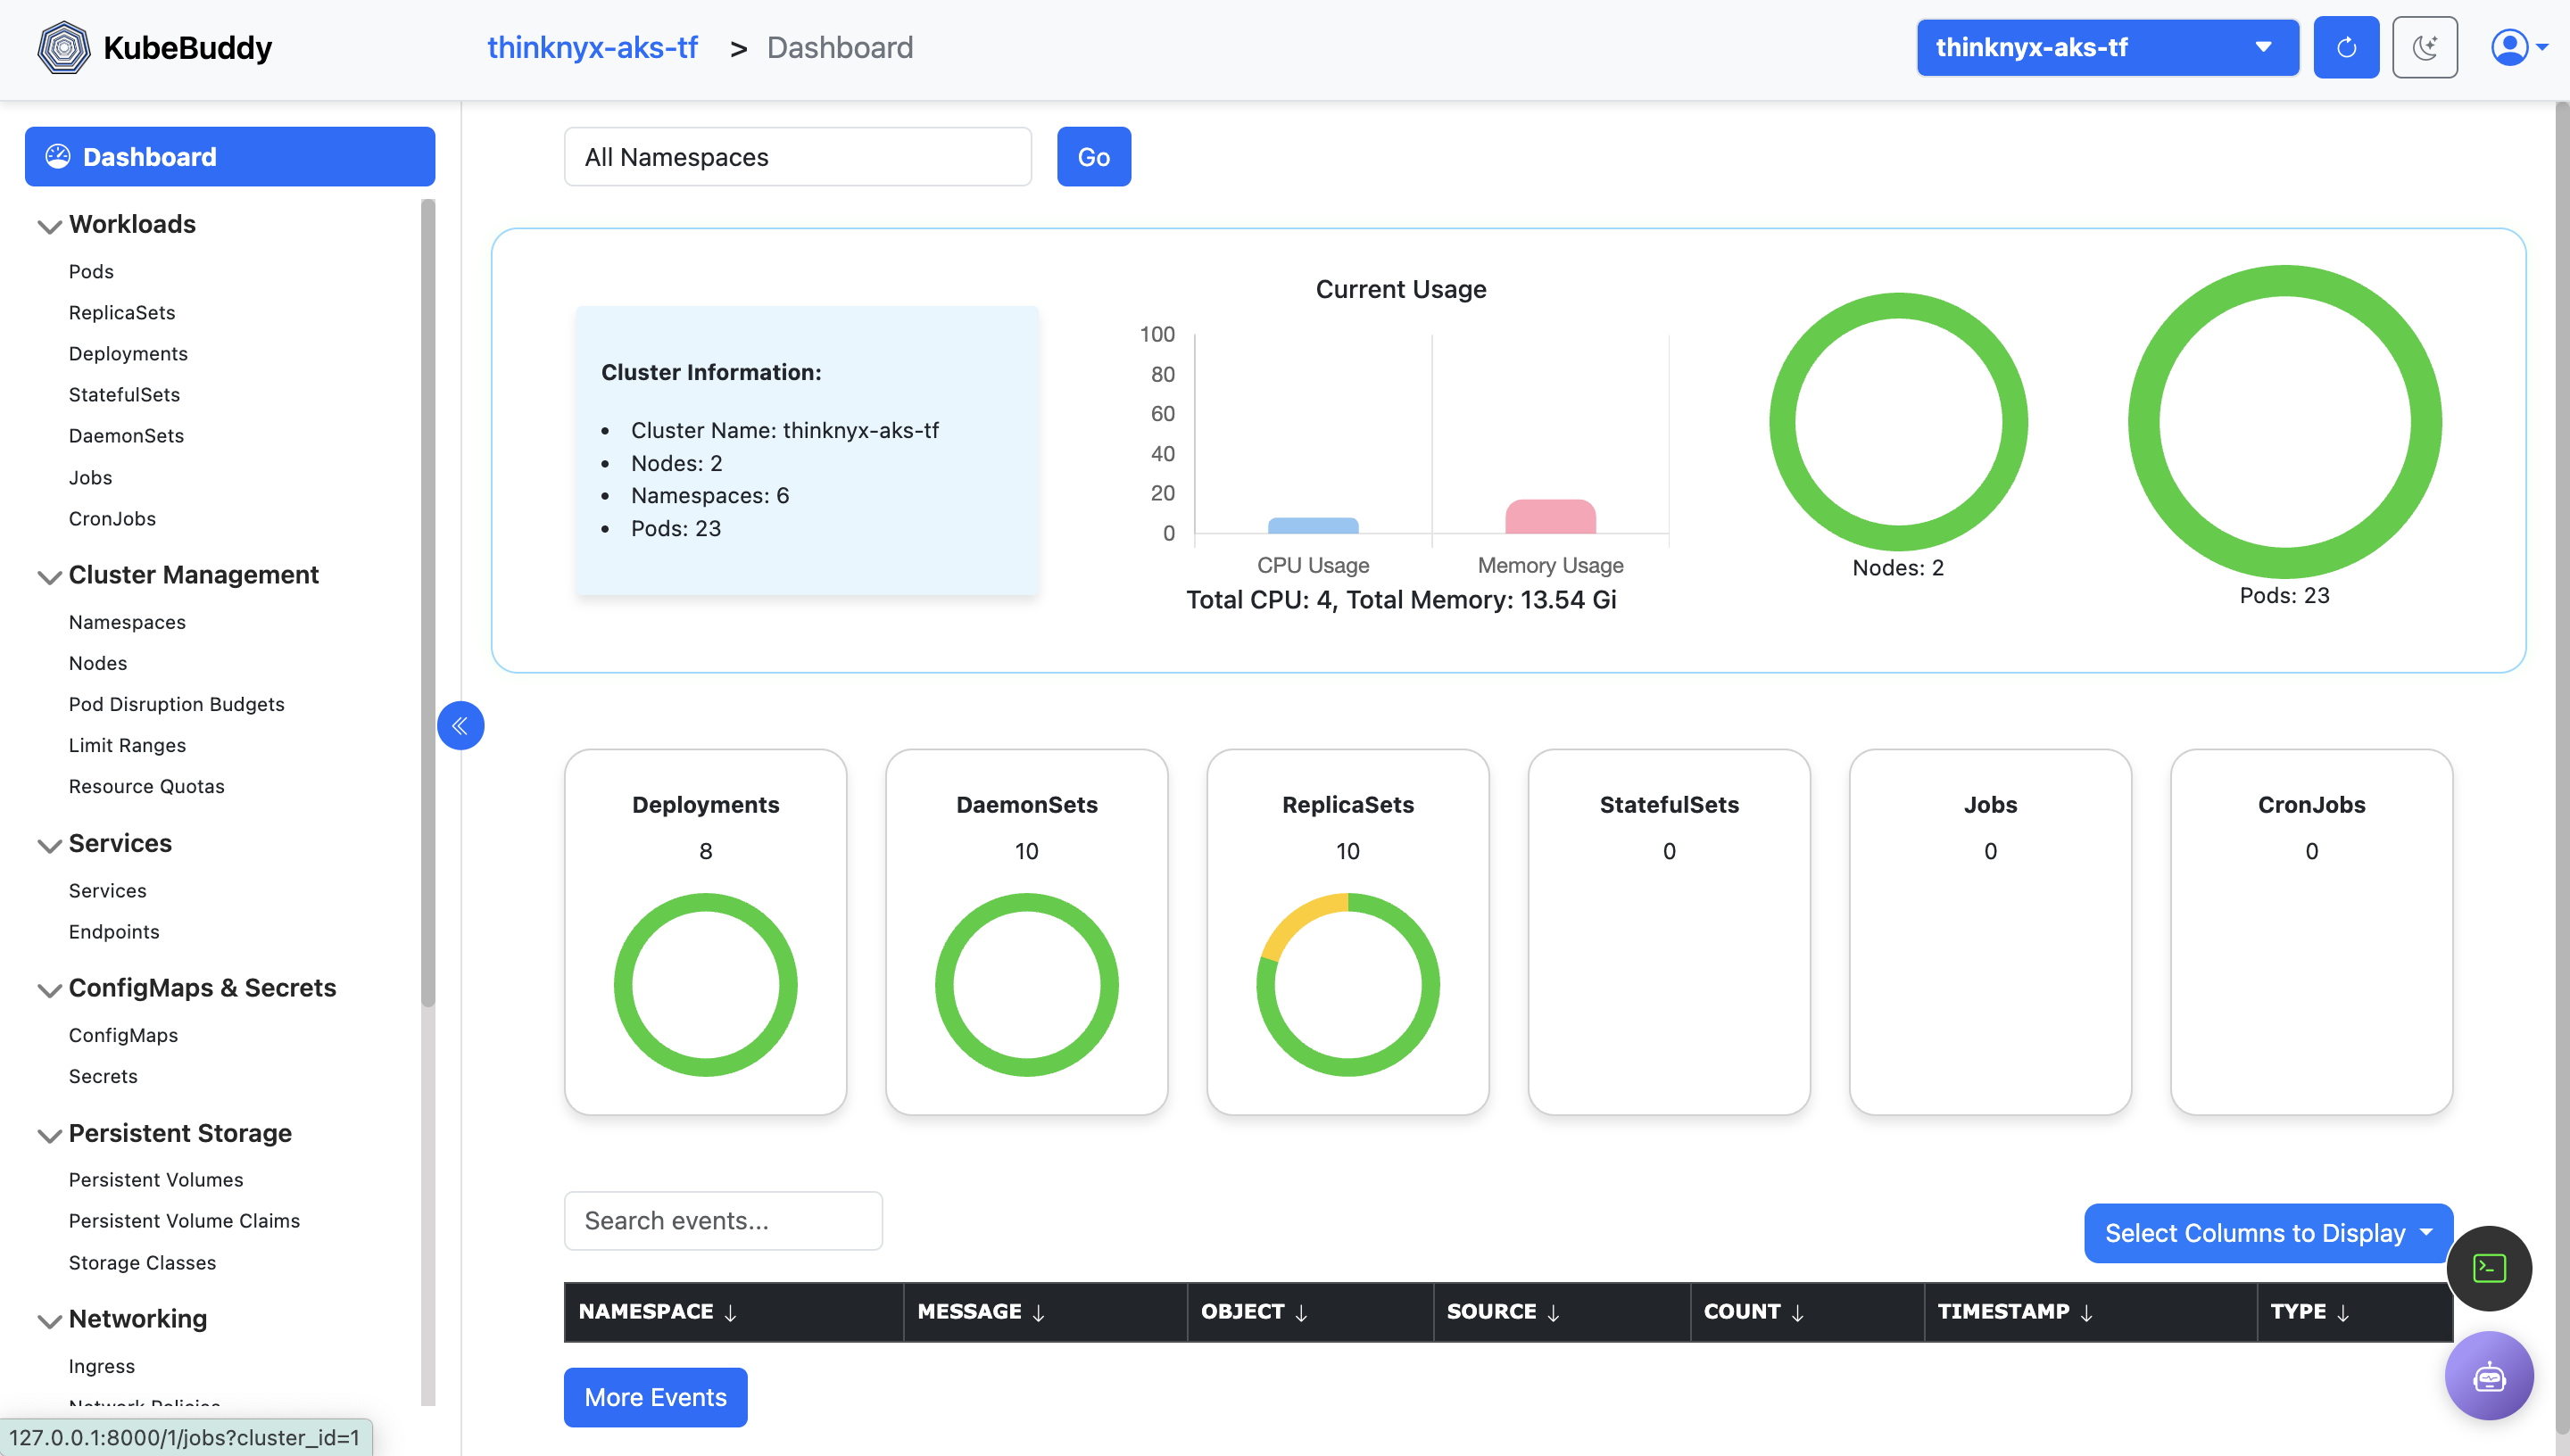 KubeBuddy
thinknyx-aks-tf > Dashboard
thinknyx-aks-tf
Dashboard
Workloads
Pods
ReplicaSets
Deployments
StatefulSets
DaemonSets
Jobs
CronJobs
Cluster Management
Namespaces
Nodes
Pod Disruption Budgets
Limit Ranges
Resource Quotas
Services
Services
Endpoints
ConfigMaps & Secrets
ConfigMaps
Secrets
Persistent Storage
Persistent Volumes
Persistent Volume Claims
Storage Classes
Networking
Ingress
Network Policies
127.0.0.1:8000/1/jobs?cluster_id=1
All Namespaces
Go
Cluster Information:
• Cluster Name: thinknyx-aks-tf
• Nodes: 2
• Namespaces: 6
• Pods: 23
Current Usage
100
80
60
40
20
0
CPU Usage
Memory Usage
Total CPU: 4, Total Memory: 13.54 Gi
Nodes: 2
Pods: 23
Deployments
8
DaemonSets
10
ReplicaSets
10
StatefulSets
0
Jobs
0
CronJobs
0
Search events...
Select Columns to Display
NAMESPACE ↓ MESSAGE ↓ OBJECT ↓ SOURCE ↓ COUNT ↓ TIMESTAMP ↓ TYPE ↓
More Events